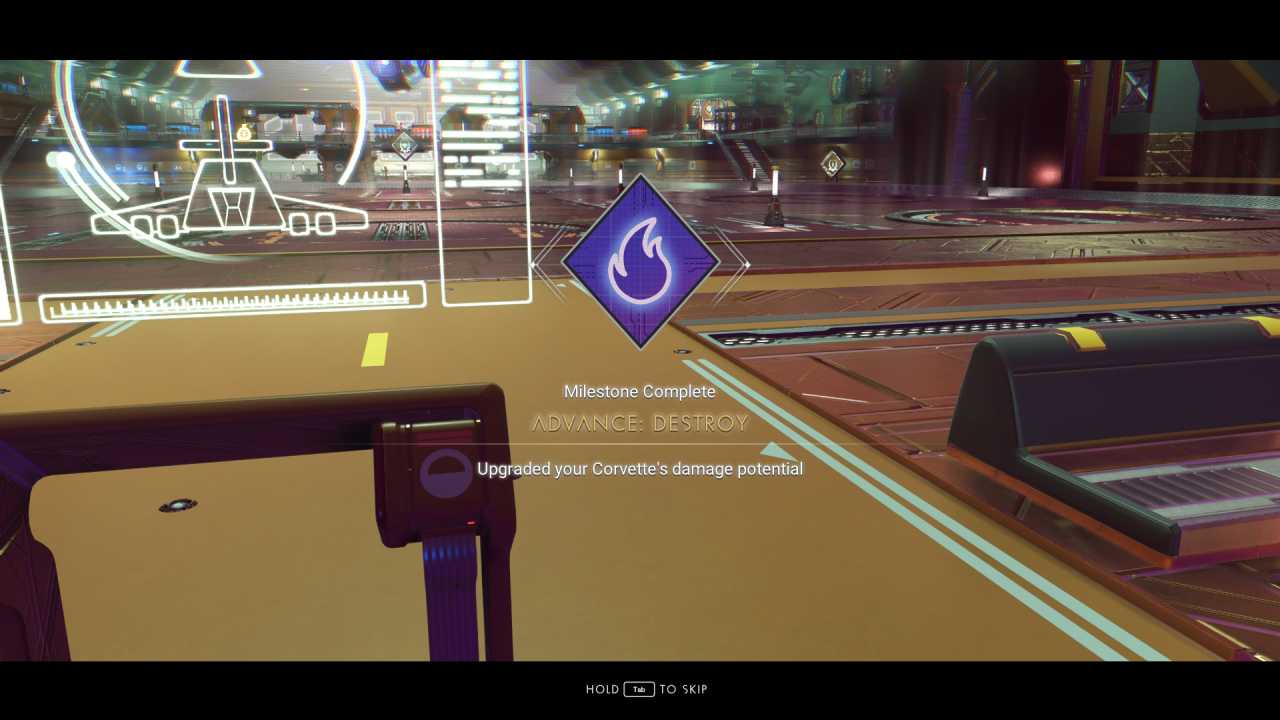 Milestone Complete
ADVANCE: DESTROY
Upgraded your Corvette's damage potential
HOLD Tab TO SKIP